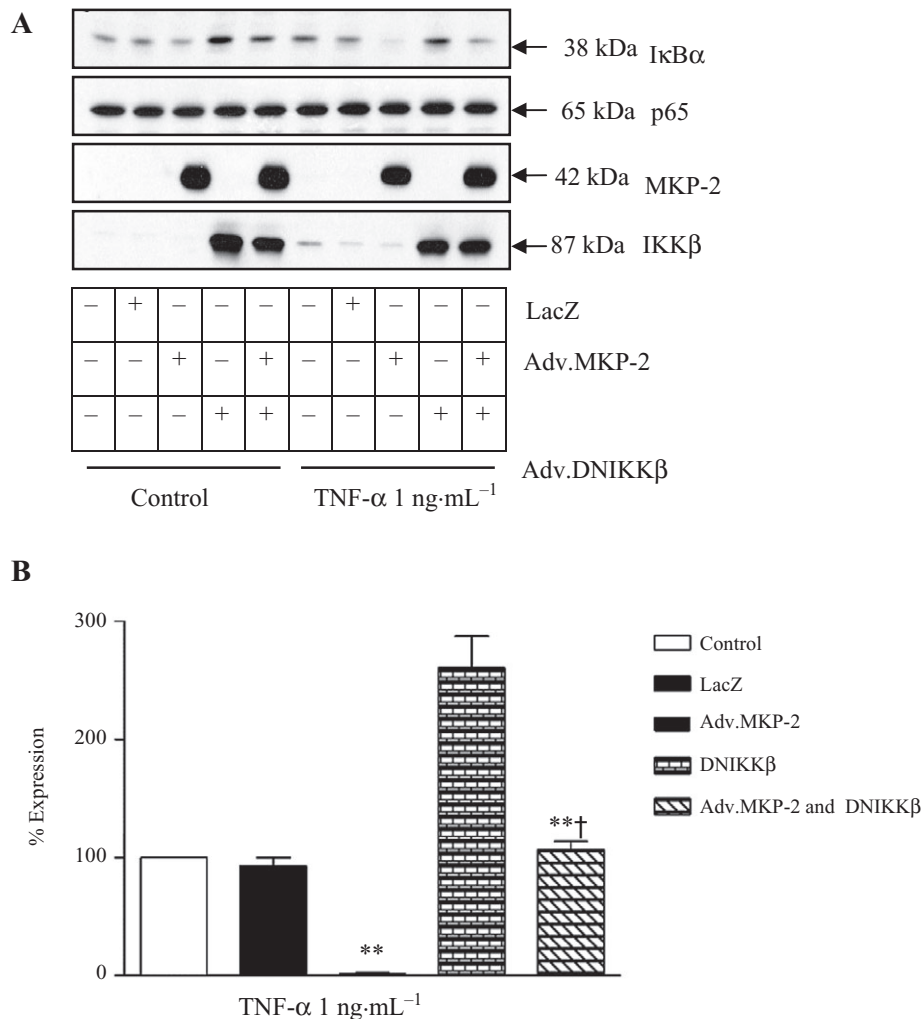 A
38 kDa IκBα
65 kDa p65
42 kDa MKP-2
87 kDa IKKβ
– + – – – – + – – – LacZ
– – + – + – – + – + Adv.MKP-2
– – – + + – – – + + Adv.DNIKKβ
Control TNF-α 1 ng·mL⁻¹
B
300
200
100
0
% Expression
** **†
TNF-α 1 ng·mL⁻¹
Control
LacZ
Adv.MKP-2
DNIKKβ
Adv.MKP-2 and DNIKKβ